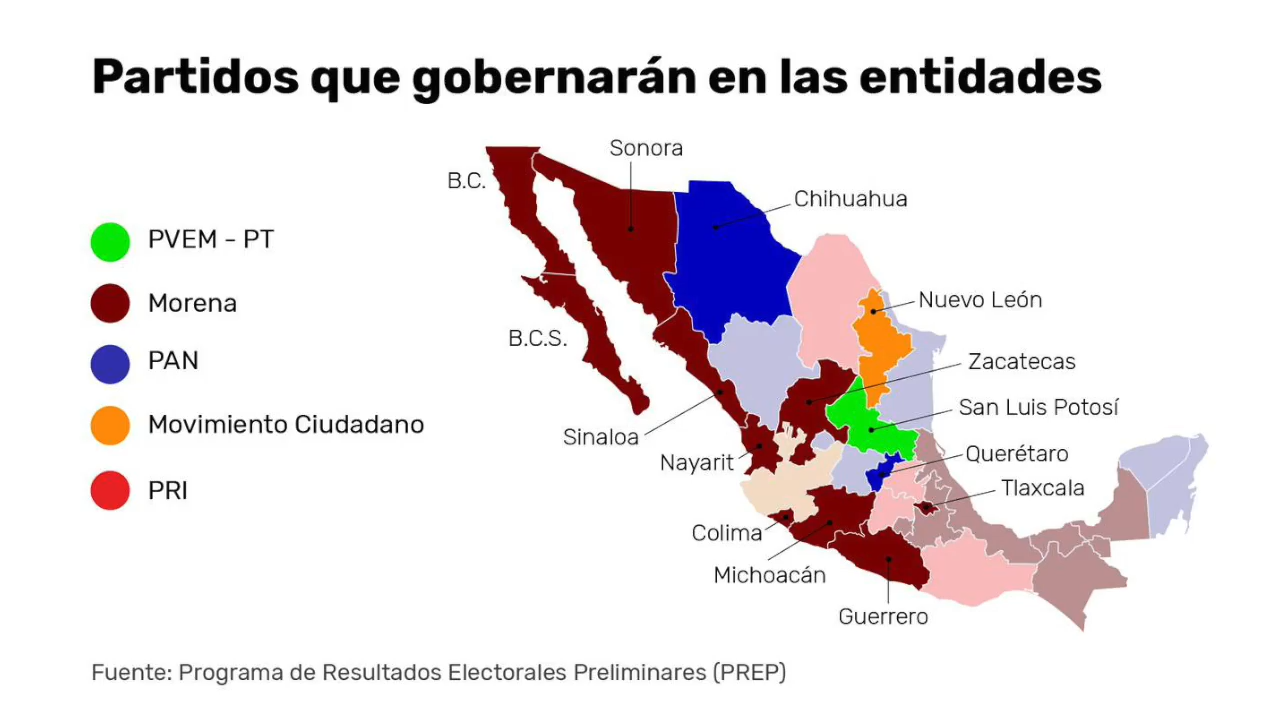 Partidos que gobernarán en las entidades
PVEM - PT
Morena
PAN
Movimiento Ciudadano
PRI
B.C.
Sonora
Chihuahua
Nuevo León
B.C.S.
Zacatecas
San Luis Potosí
Sinaloa
Nayarit
Querétaro
Tlaxcala
Colima
Michoacán
Guerrero
Fuente: Programa de Resultados Electorales Preliminares (PREP)